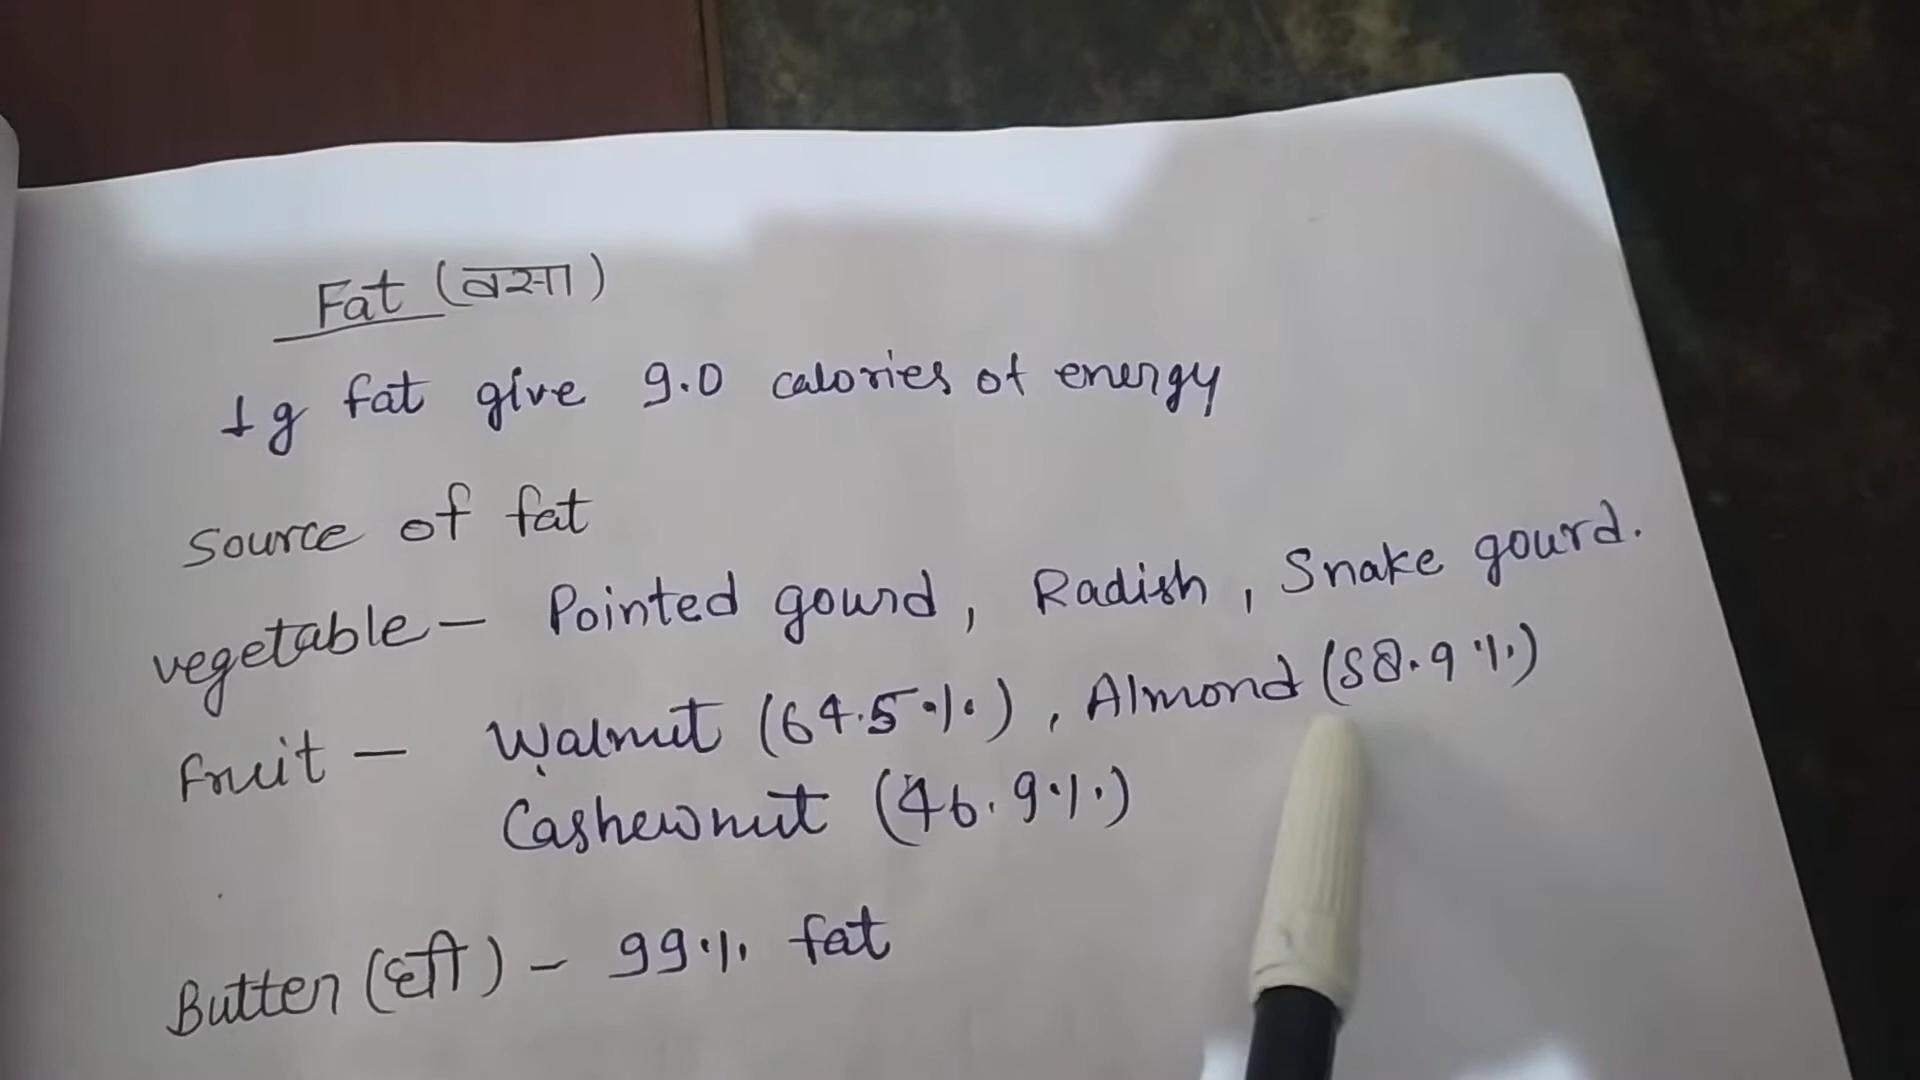 Fat (वसा)
1g fat give 9.0 calories of energy
Source of fat
vegetable - Pointed gourd, Radish, Snake gourd.
fruit - Walnut (64.5%), Almond (58.9%)
Cashewnut (46.9%)
Butter (घी) - 99% fat